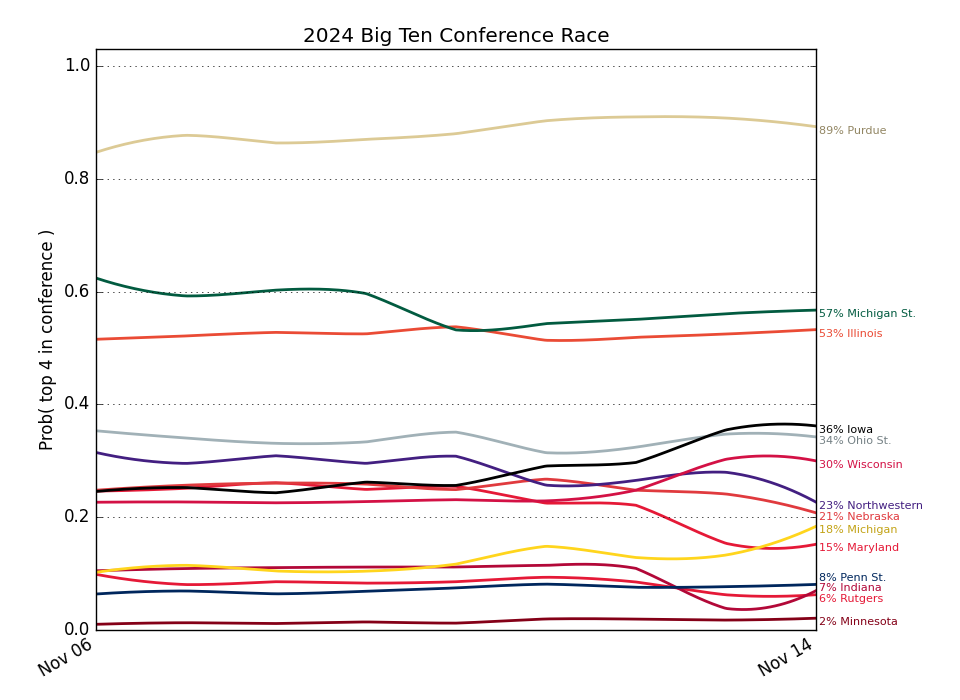 2024 Big Ten Conference Race
1.0
0.8
0.6
0.4
0.2
0.0
Prob( top 4 in conference )
Nov 06
Nov 14
89% Purdue
57% Michigan St.
53% Illinois
36% Iowa
34% Ohio St.
30% Wisconsin
23% Northwestern
21% Nebraska
18% Michigan
15% Maryland
8% Penn St.
7% Indiana
6% Rutgers
2% Minnesota